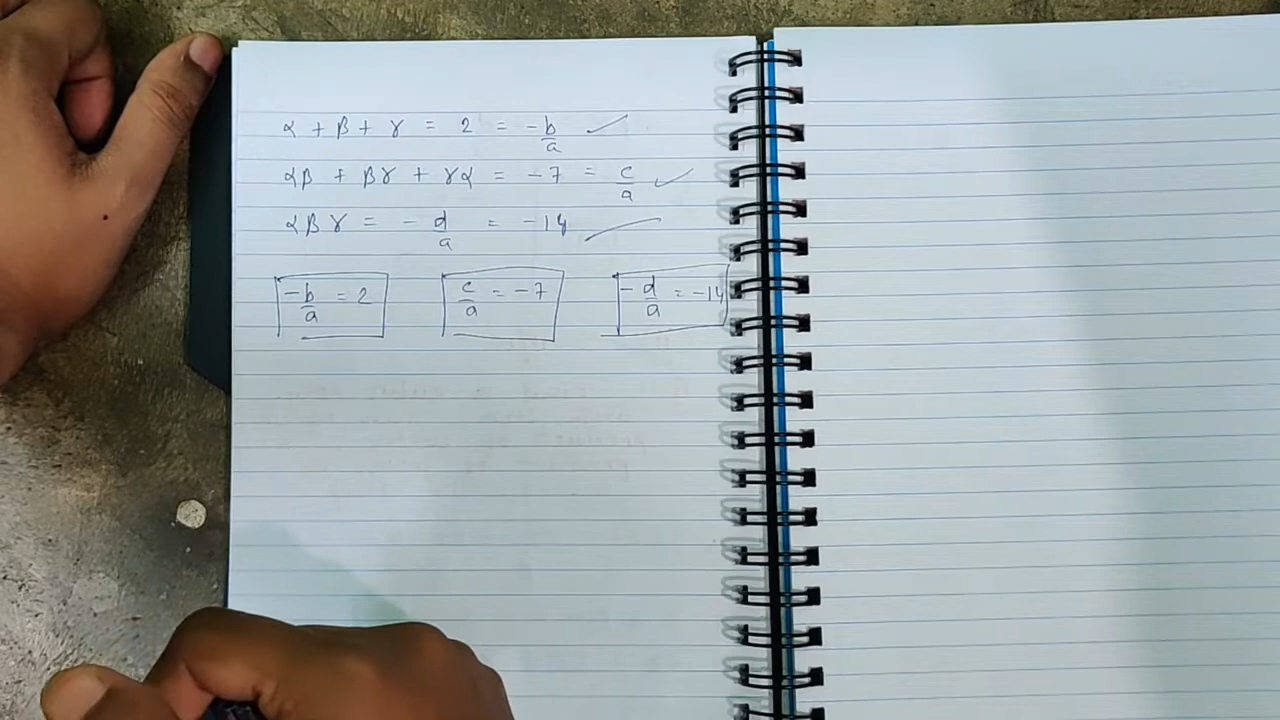 α + β + γ = 2 = -b/a ✓
αβ + βγ + γα = -7 = c/a ✓
αβγ = -d/a = -14
-b/a = 2 c/a = -7 -d/a = -14